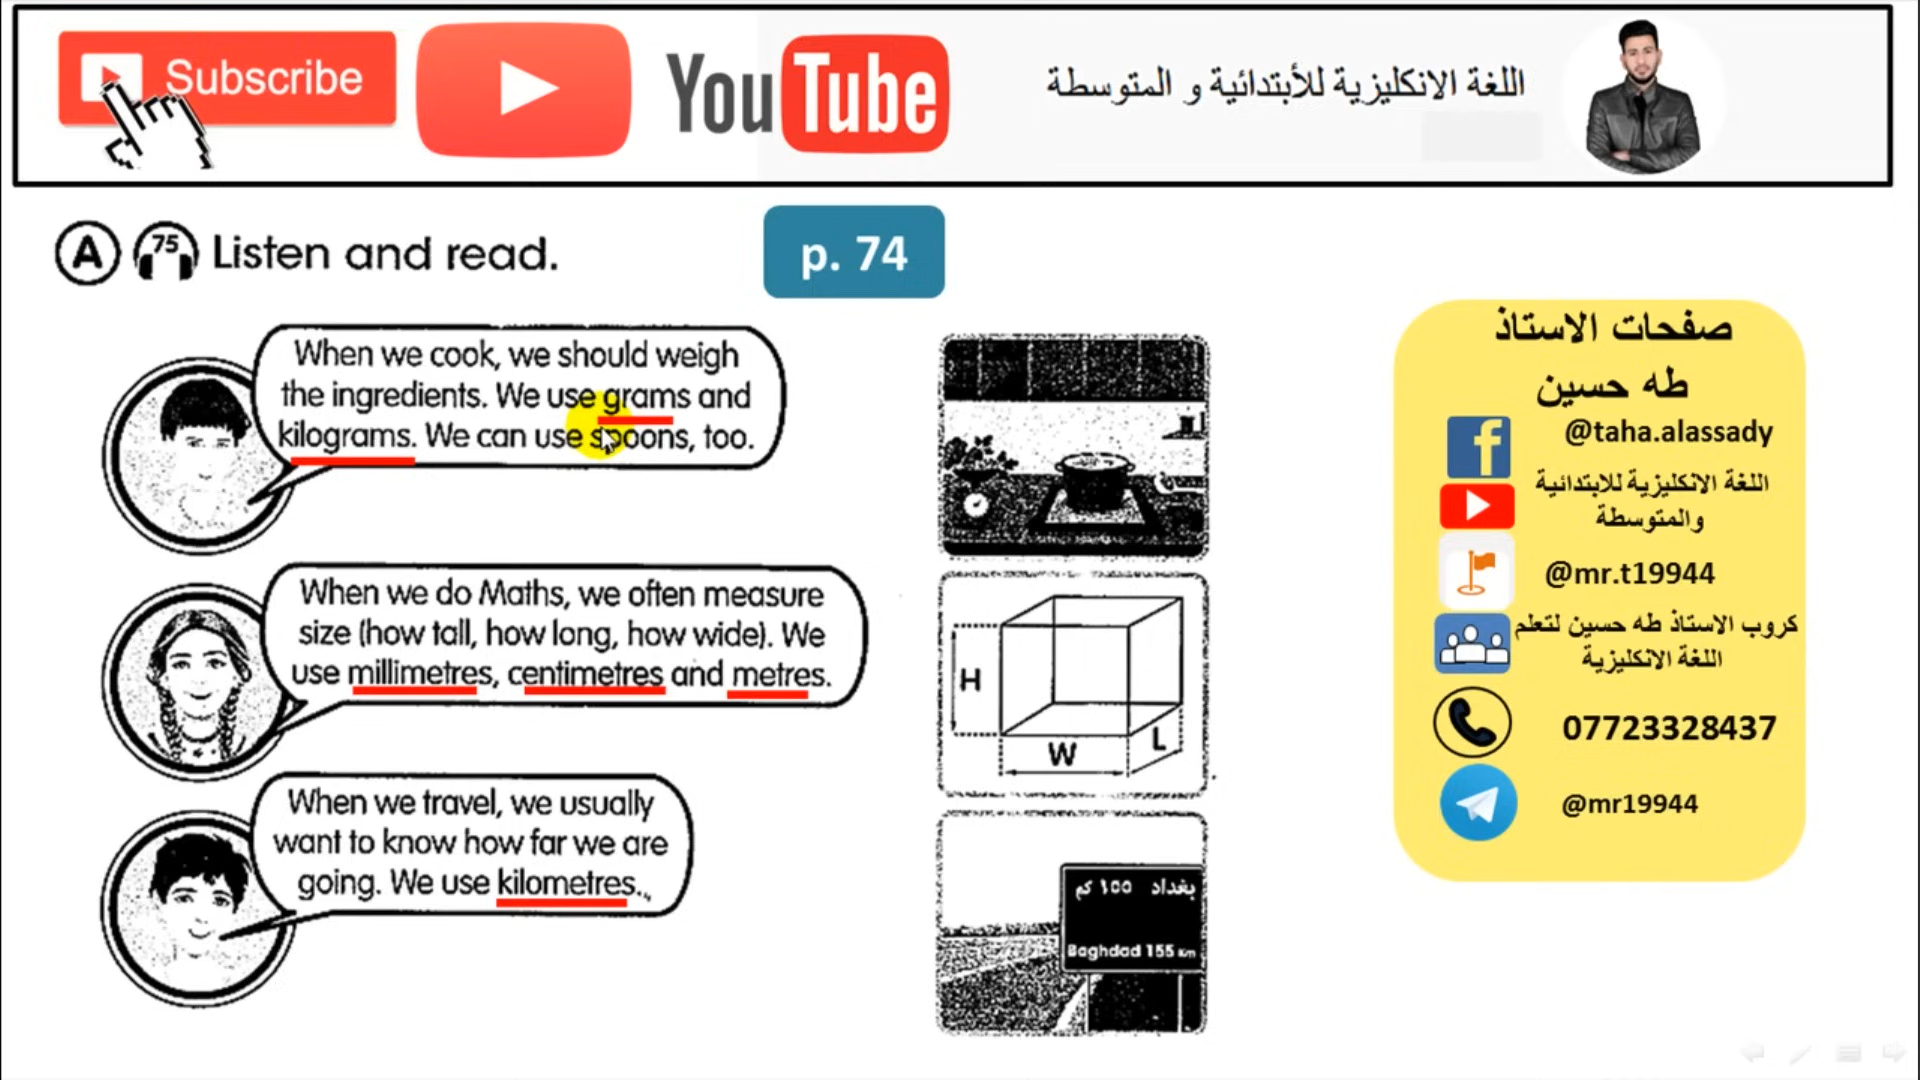 Subscribe
YouTube
اللغة الانكليزية للأبتدائية و المتوسطة
A 75 Listen and read.
p. 74
When we cook, we should weigh
the ingredients. We use grams and
kilograms. We can use spoons, too.
When we do Maths, we often measure
size (how tall, how long, how wide). We
use millimetres, centimetres and metres.
When we travel, we usually
want to know how far we are
going. We use kilometres.
H
W
L
بغداد
كم
Baghdad 155 Km
صفحات الاستاذ
طه حسين
@taha.alassady
اللغة الانكليزية للابتدائية
والمتوسطة
@mr.t19944
كروب الاستاذ طه حسين لتعلم
اللغة الانكليزية
07723328437
@mr19944